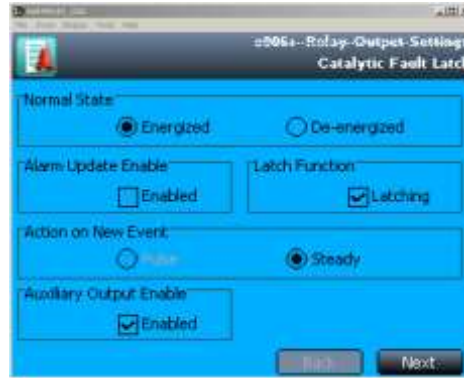 e006a--Relay-Output-Settings
Catalytic Fault Latch
Normal State
Energized
De-energized
Alarm Update Enable
Latch Function
Enabled
Latching
Action on New Event
Pulse
Steady
Auxiliary Output Enable
Enabled
Back
Next